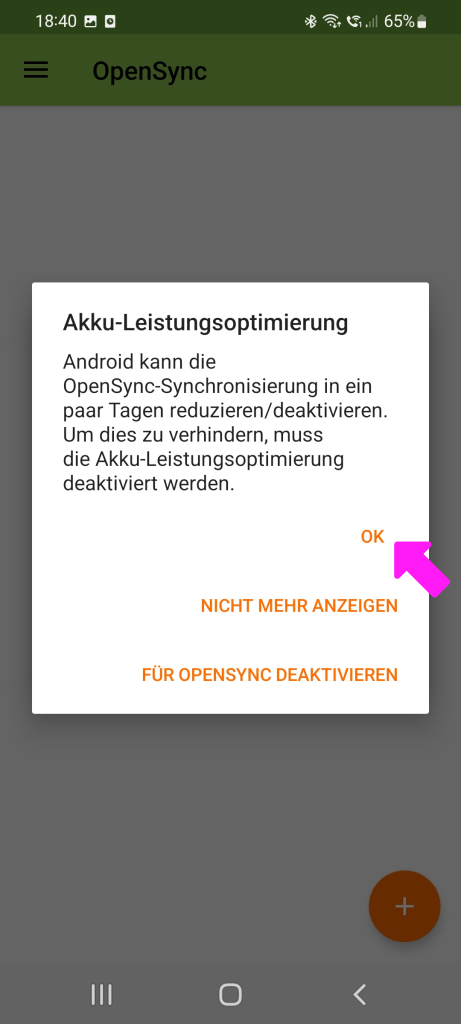 18:40 65%
OpenSync
Akku-Leistungsoptimierung
Android kann die
OpenSync-Synchronisierung in ein
paar Tagen reduzieren/deaktivieren.
Um dies zu verhindern, muss
die Akku-Leistungsoptimierung
deaktiviert werden.
OK
NICHT MEHR ANZEIGEN
FÜR OPENSYNC DEAKTIVIEREN